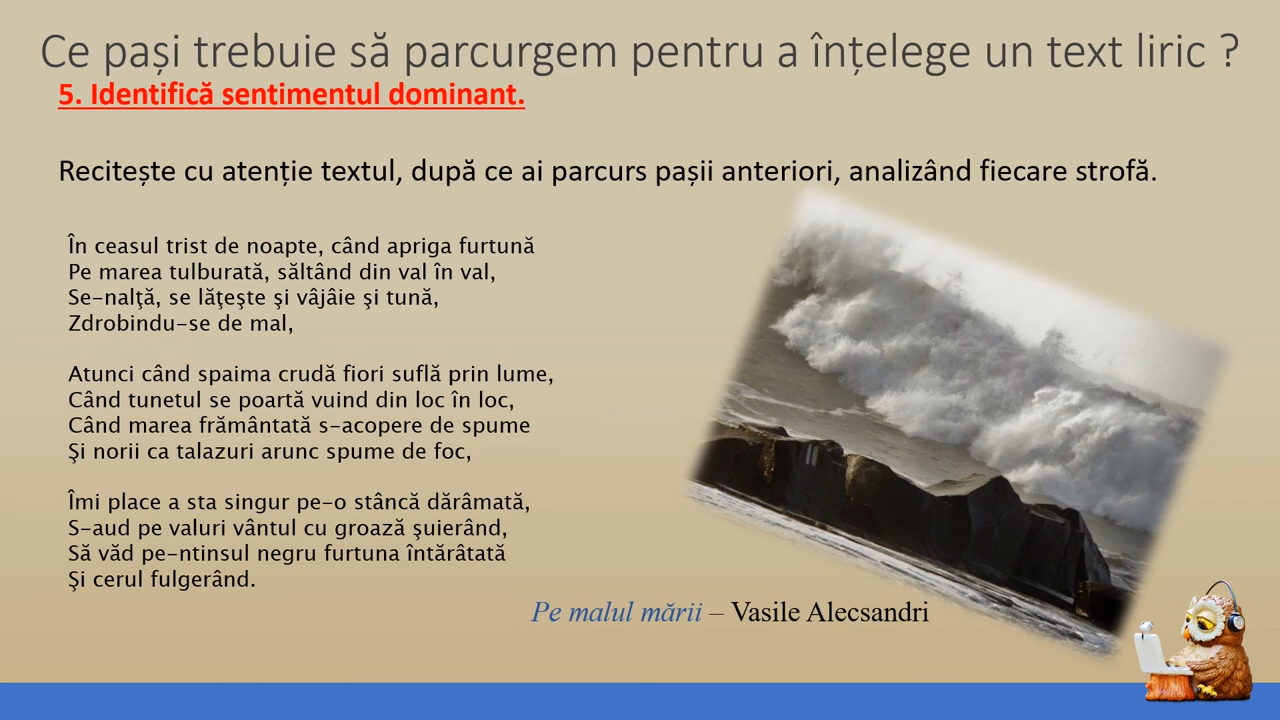 Ce pași trebuie să parcurgem pentru a înțelege un text liric ?
5. Identifică sentimentul dominant.
Recitește cu atenție textul, după ce ai parcurs pașii anteriori, analizând fiecare strofă.
În ceasul trist de noapte, când apriga furtună
Pe marea tulburată, săltând din val în val,
Se-nalţă, se lăţeşte şi vâjâie şi tună,
Zdrobindu-se de mal,
Atunci când spaima crudă fiori suflă prin lume,
Când tunetul se poartă vuind din loc în loc,
Când marea frământată s-acopere de spume
Şi norii ca talazuri arunc spume de foc,
Îmi place a sta singur pe-o stâncă dărâmată,
S-aud pe valuri vântul cu groază şuierând,
Să văd pe-ntinsul negru furtuna întărâtată
Şi cerul fulgerând.
Pe malul mării – Vasile Alecsandri